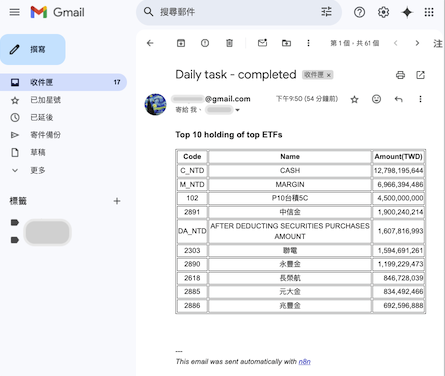 Gmail
搜尋郵件
撰寫
第 1 個，共 61 個
注
收件匣 17
已加星號
已延後
寄件備份
草稿
更多
標籤
Daily task - completed 收件匣 ×
@gmail.com 下午9:50 (54 分鐘前)
寄給 我、
Top 10 holding of top ETFs
Code Name Amount(TWD)
C_NTD CASH 12,798,195,644
M_NTD MARGIN 6,966,394,486
102 P10台積5C 4,500,000,000
2891 中信金 1,900,240,214
DA_NTD AFTER DEDUCTING SECURITIES PURCHASES AMOUNT 1,607,816,993
2303 聯電 1,594,691,261
2890 永豐金 1,199,229,473
2618 長榮航 846,728,039
2885 元大金 834,492,466
2886 兆豐金 692,596,888
---
This email was sent automatically with n8n